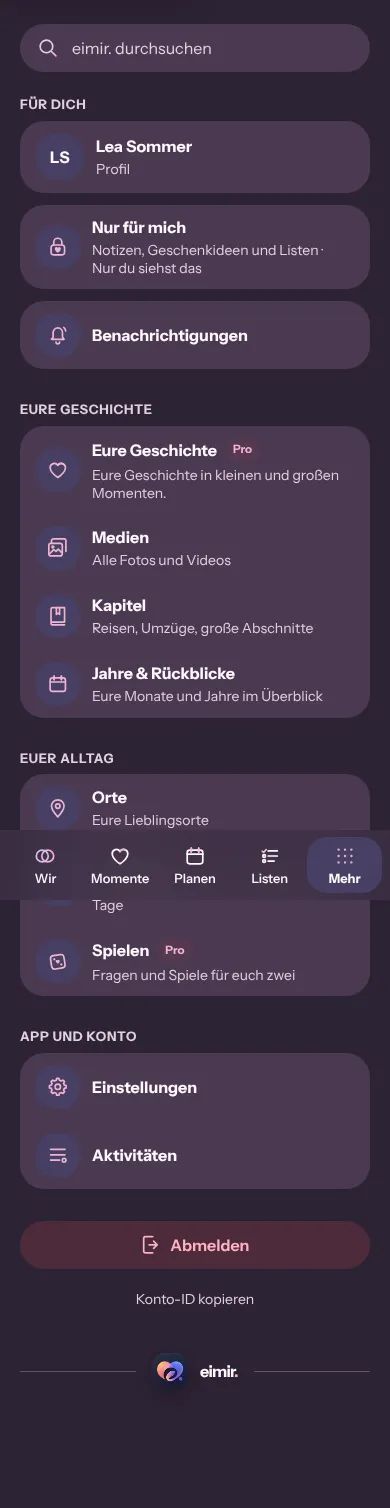 eimir. durchsuchen
FÜR DICH
LS
Lea Sommer
Profil
Nur für mich
Notizen, Geschenkideen und Listen ·
Nur du siehst das
Benachrichtigungen
EURE GESCHICHTE
Eure Geschichte Pro
Eure Geschichte in kleinen und großen
Momenten.
Medien
Alle Fotos und Videos
Kapitel
Reisen, Umzüge, große Abschnitte
Jahre & Rückblicke
Eure Monate und Jahre im Überblick
EUER ALLTAG
Orte
Eure Lieblingsorte
Wir
Momente
Planen
Listen
Mehr
Tage
Spielen Pro
Fragen und Spiele für euch zwei
APP UND KONTO
Einstellungen
Aktivitäten
Abmelden
Konto-ID kopieren
eimir.